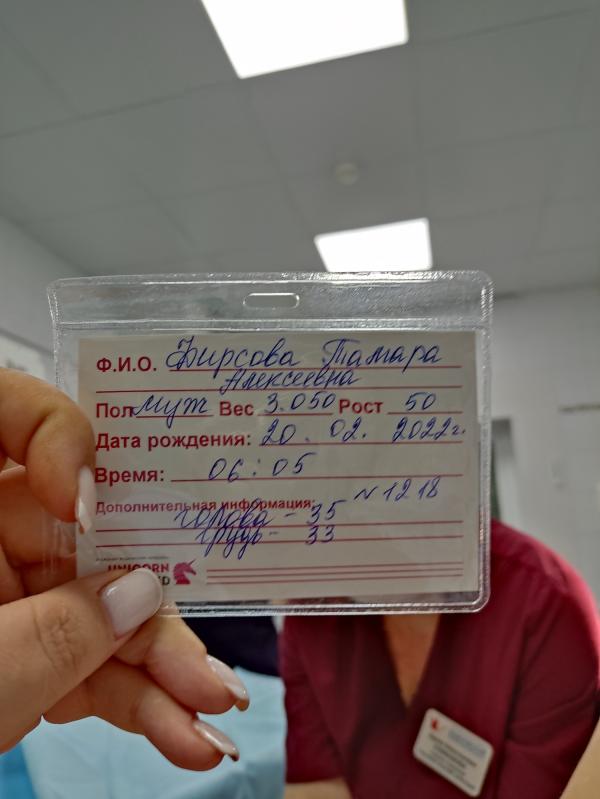 Ф.И.О. Фирсова Тамара
Алексеевна
Пол муж Вес 3.050 Рост 50
Дата рождения: 20. 02. 2022г.
Время: 06:05
Дополнительная информация: N1218
голова - 35
грудь - 33
UNICORN